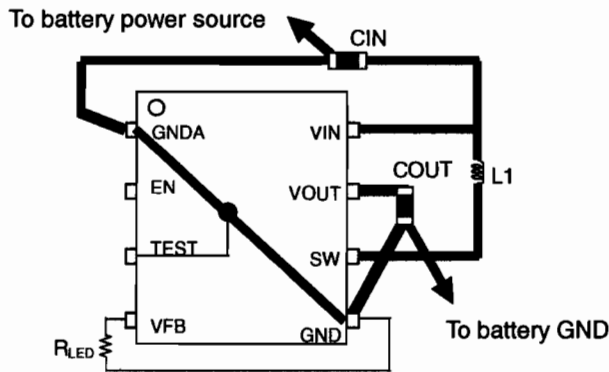 To battery power source
CIN
GNDA
VIN
EN
VOUT
COUT
L1
TEST
SW
VFB
GND
To battery GND
RLED